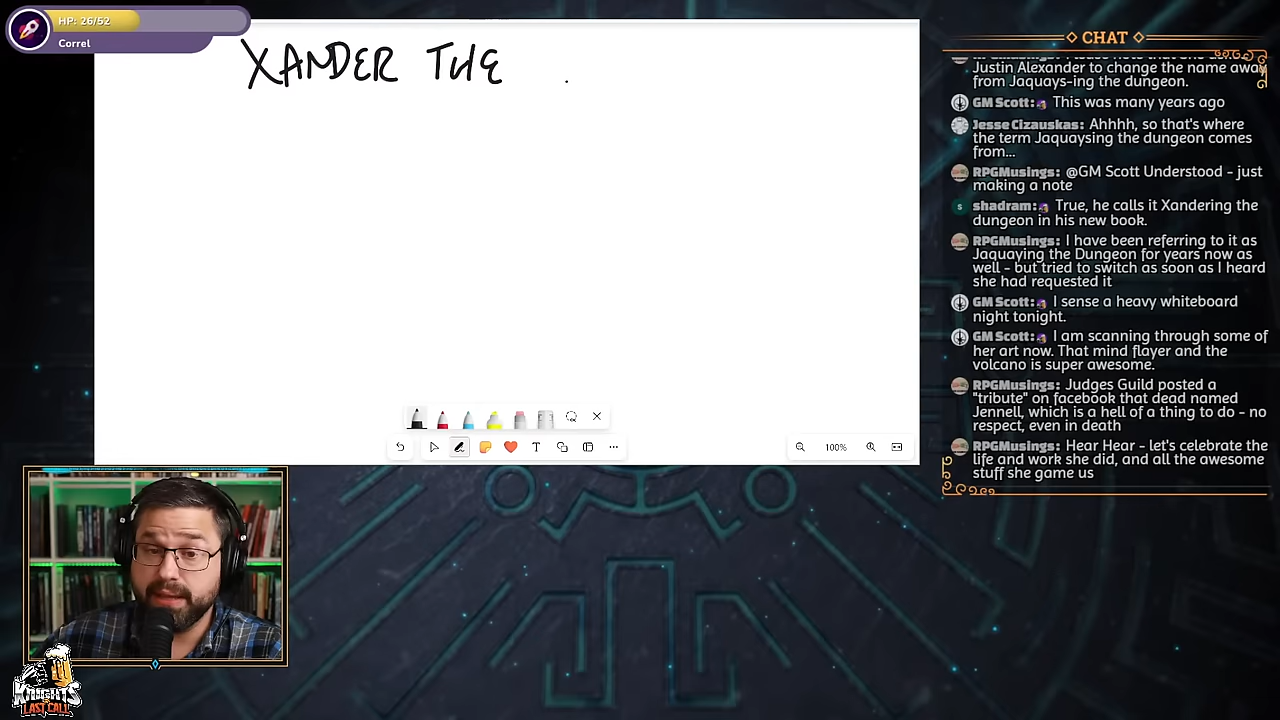 HP: 26/52
Correl
XANDER THE
100%
KNIGHTS
LAST CALL
CHAT
Justin Alexander to change the name away
from Jaquays-ing the dungeon.
GM Scott: This was many years ago
Jesse Cizauskas: Ahhhh, so that's where
the term Jaquaysing the dungeon comes
from...
RPGMusings: @GM Scott Understood - just
making a note
shadram: True, he calls it Xandering the
dungeon in his new book.
RPGMusings: I have been referring to it as
Jaquaying the Dungeon for years now as
well - but tried to switch as soon as I heard
she had requested it
GM Scott: I sense a heavy whiteboard
night tonight.
GM Scott: I am scanning through some of
her art now. That mind flayer and the
volcano is super awesome.
RPGMusings: Judges Guild posted a
"tribute" on facebook that dead named
Jennell, which is a hell of a thing to do - no
respect, even in death
RPGMusings: Hear Hear - let's celebrate the
life and work she did, and all the awesome
stuff she game us